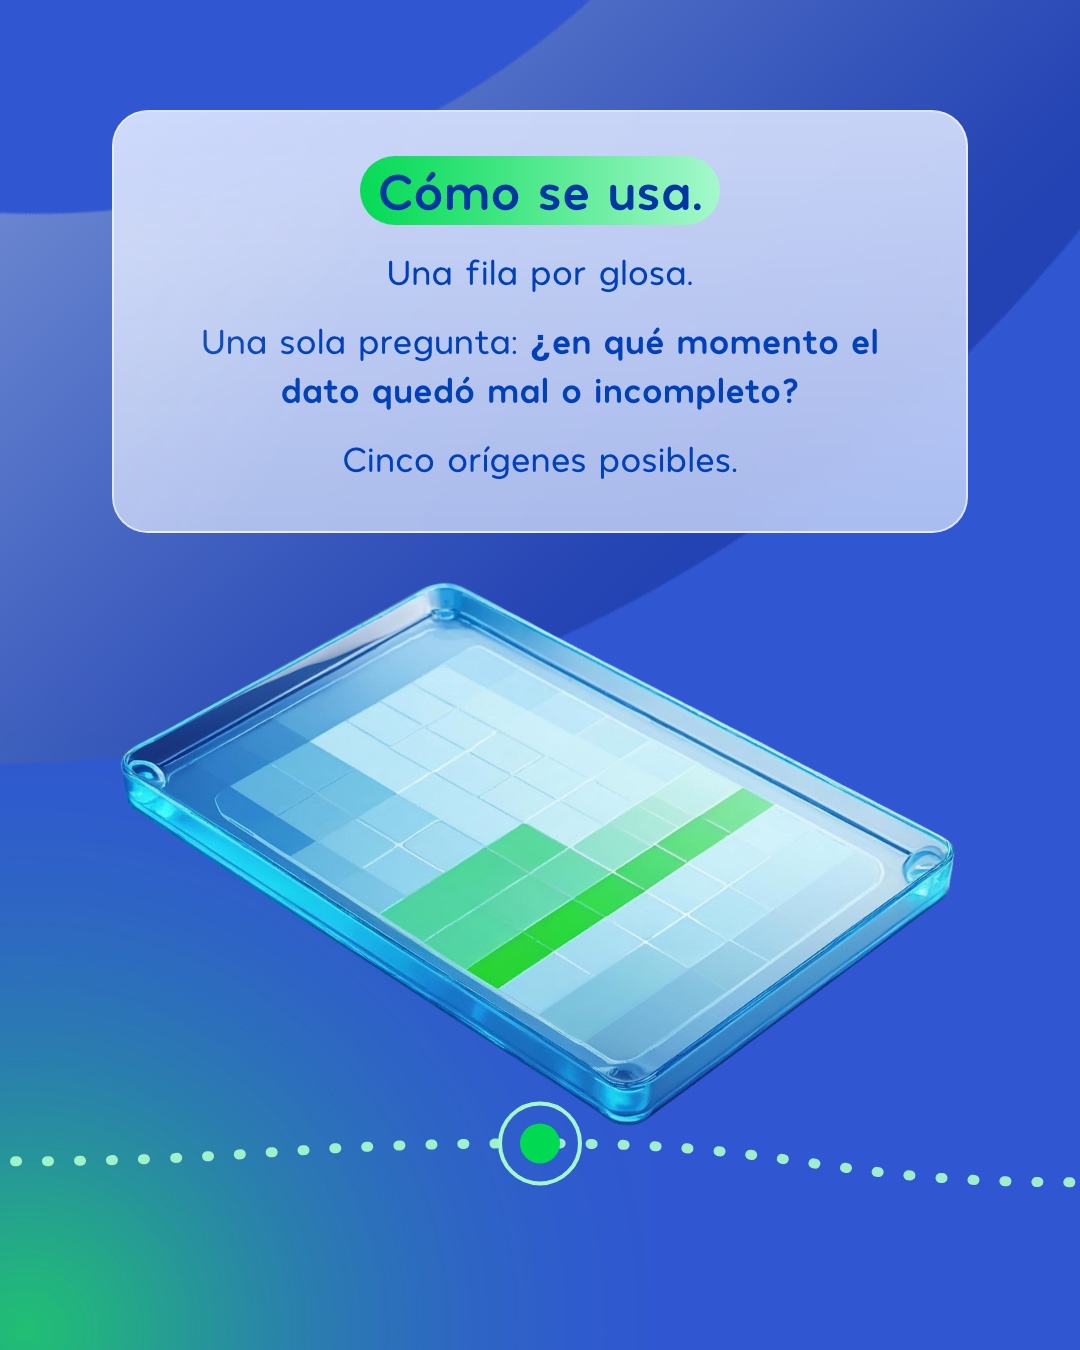 Cómo se usa.
Una fila por glosa.
Una sola pregunta: ¿en qué momento el
dato quedó mal o incompleto?
Cinco orígenes posibles.